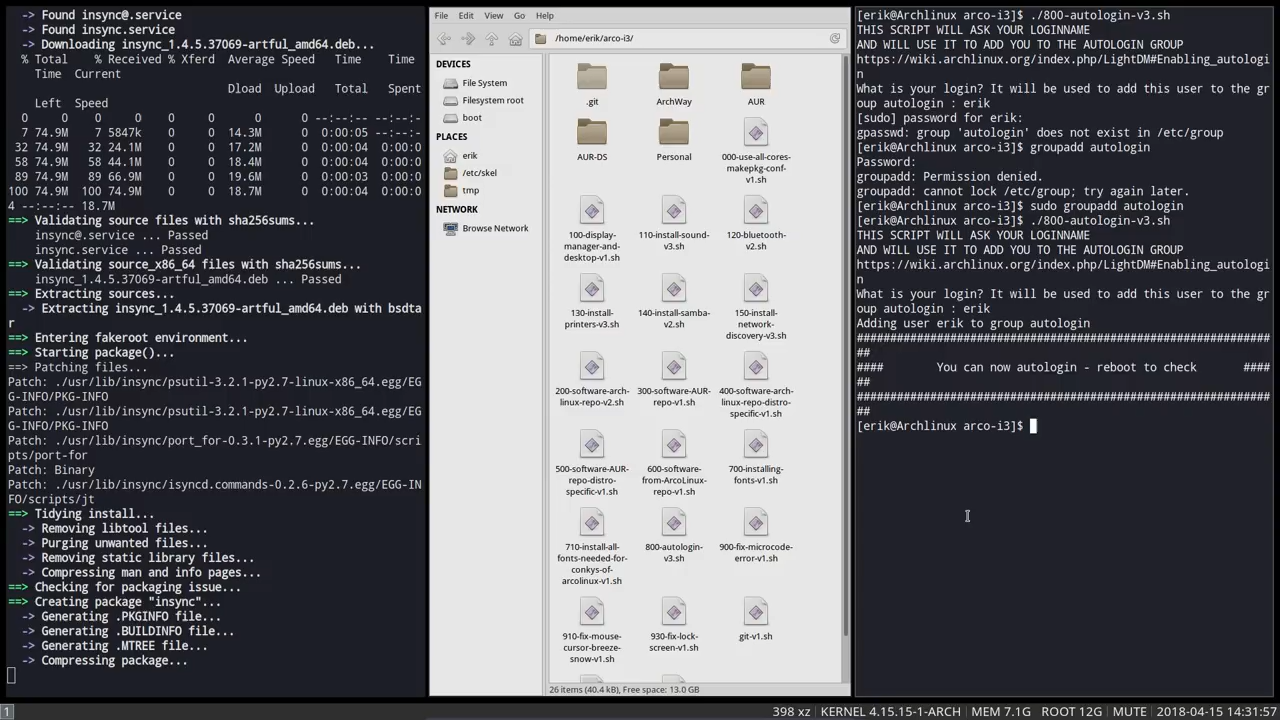 -> Found insync@.service
-> Found insync.service
-> Downloading insync_1.4.5.37069-artful_amd64.deb...
% Total % Received % Xferd Average Speed Time
Time Current
Dload Upload Total Spent
Left Speed
0 0 0 0 0 0 0 0 --:--:-- --:--:-
7 74.9M 7 5847k 0 0 14.3M 0 0:00:05 --:--:-
32 74.9M 32 24.1M 0 0 17.2M 0 0:00:04 0:00:0
58 74.9M 58 44.1M 0 0 18.4M 0 0:00:04 0:00:0
89 74.9M 89 66.9M 0 0 19.6M 0 0:00:03 0:00:0
100 74.9M 100 74.9M 0 0 18.7M 0 0:00:04 0:00:0
4 --:--:-- 18.7M
==> Validating source files with sha256sums...
insync@.service ... Passed
insync.service ... Passed
==> Validating source_x86_64 files with sha256sums...
insync_1.4.5.37069-artful_amd64.deb ... Passed
==> Extracting sources...
-> Extracting insync_1.4.5.37069-artful_amd64.deb with bsdta
r
==> Entering fakeroot environment...
==> Starting package()...
==> Patching files...
Patch: ./usr/lib/insync/psutil-3.2.1-py2.7-linux-x86_64.egg/EG
G-INFO/PKG-INFO
Patch: ./usr/lib/insync/psutil-3.2.1-py2.7-linux-x86_64.egg/EG
G-INFO/PKG-INFO
Patch: ./usr/lib/insync/port_for-0.3.1-py2.7.egg/EGG-INFO/scri
pts/port-for
Patch: Binary
Patch: ./usr/lib/insync/isyncd.commands-0.2.6-py2.7.egg/EGG-IN
FO/scripts/jt
==> Tidying install...
-> Removing libtool files...
-> Purging unwanted files...
-> Removing static library files...
-> Compressing man and info pages...
==> Checking for packaging issue...
==> Creating package "insync"...
-> Generating .PKGINFO file...
-> Generating .BUILDINFO file...
-> Generating .MTREE file...
-> Compressing package...
File Edit View Go Help
/home/erik/arco-i3/
DEVICES
File System
Filesystem root
boot
PLACES
erik
/etc/skel
tmp
NETWORK
Browse Network
.git ArchWay AUR
AUR-DS Personal 000-use-all-cores-
makepkg-conf-
v1.sh
100-display- 110-install-sound- 120-bluetooth-
manager-and- v3.sh v2.sh
desktop-v1.sh
130-install- 140-install-samba- 150-install-
printers-v3.sh v2.sh network-
discovery-v3.sh
200-software-arch- 300-software-AUR- 400-software-arch-
linux-repo-v2.sh repo-v1.sh linux-repo-distro-
specific-v1.sh
500-software-AUR- 600-software- 700-installing-
repo-distro- from-ArcoLinux- fonts-v1.sh
specific-v1.sh repo-v1.sh
710-install-all- 800-autologin- 900-fix-microcode-
fonts-needed-for- v3.sh error-v1.sh
conkys-of-
arcolinux-v1.sh
910-fix-mouse- 930-fix-lock- git-v1.sh
cursor-breeze- screen-v1.sh
snow-v1.sh
26 items (40.4 kB), Free space: 13.0 GB
[erik@Archlinux arco-i3]$ ./800-autologin-v3.sh
THIS SCRIPT WILL ASK YOUR LOGINNAME
AND WILL USE IT TO ADD YOU TO THE AUTOLOGIN GROUP
https://wiki.archlinux.org/index.php/LightDM#Enabling_autologi
n
What is your login? It will be used to add this user to the gr
oup autologin : erik
[sudo] password for erik:
gpasswd: group 'autologin' does not exist in /etc/group
[erik@Archlinux arco-i3]$ groupadd autologin
Password:
groupadd: Permission denied.
groupadd: cannot lock /etc/group; try again later.
[erik@Archlinux arco-i3]$ sudo groupadd autologin
[erik@Archlinux arco-i3]$ ./800-autologin-v3.sh
THIS SCRIPT WILL ASK YOUR LOGINNAME
AND WILL USE IT TO ADD YOU TO THE AUTOLOGIN GROUP
https://wiki.archlinux.org/index.php/LightDM#Enabling_autologi
n
What is your login? It will be used to add this user to the gr
oup autologin : erik
Adding user erik to group autologin
##############################################################
##
#### You can now autologin - reboot to check ####
##
##############################################################
##
[erik@Archlinux arco-i3]$
1
398 xz | KERNEL 4.15.15-1-ARCH | MEM 7.1G | ROOT 12G | MUTE | 2018-04-15 14:31:57